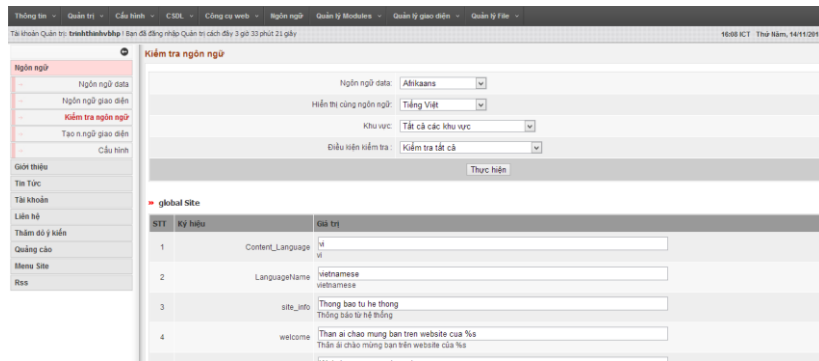 Thông tin Quản trị Cấu hình CSDL Công cụ web Ngôn ngữ Quản lý Modules Quản lý giao diện Quản lý File
Tài khoản Quản trị: trinhthinhvbhp ! Bạn đã đăng nhập Quản trị cách đây 3 giờ 33 phút 21 giây 16:08 ICT Thứ Năm, 14/11/201
Kiểm tra ngôn ngữ
Ngôn ngữ
Ngôn ngữ data
Ngôn ngữ giao diện
Kiểm tra ngôn ngữ
Tạo n.ngữ giao diện
Cấu hình
Giới thiệu
Tin Tức
Tài khoản
Liên hệ
Thăm dò ý kiến
Quảng cáo
Menu Site
Rss
Ngôn ngữ data: Afrikaans
Hiển thị cùng ngôn ngữ: Tiếng Việt
Khu vực: Tất cả các khu vực
Điều kiện kiểm tra : Kiểm tra tất cả
Thực hiện
» global Site
STT Ký hiệu Giá trị
1 Content_Language vi
vi
2 LanguageName vietnamese
vietnamese
3 site_info Thong bao tu he thong
Thông báo từ hệ thống
4 welcome Than ai chao mung ban tren website cua %s
Thân ái chào mừng bạn trên website của %s